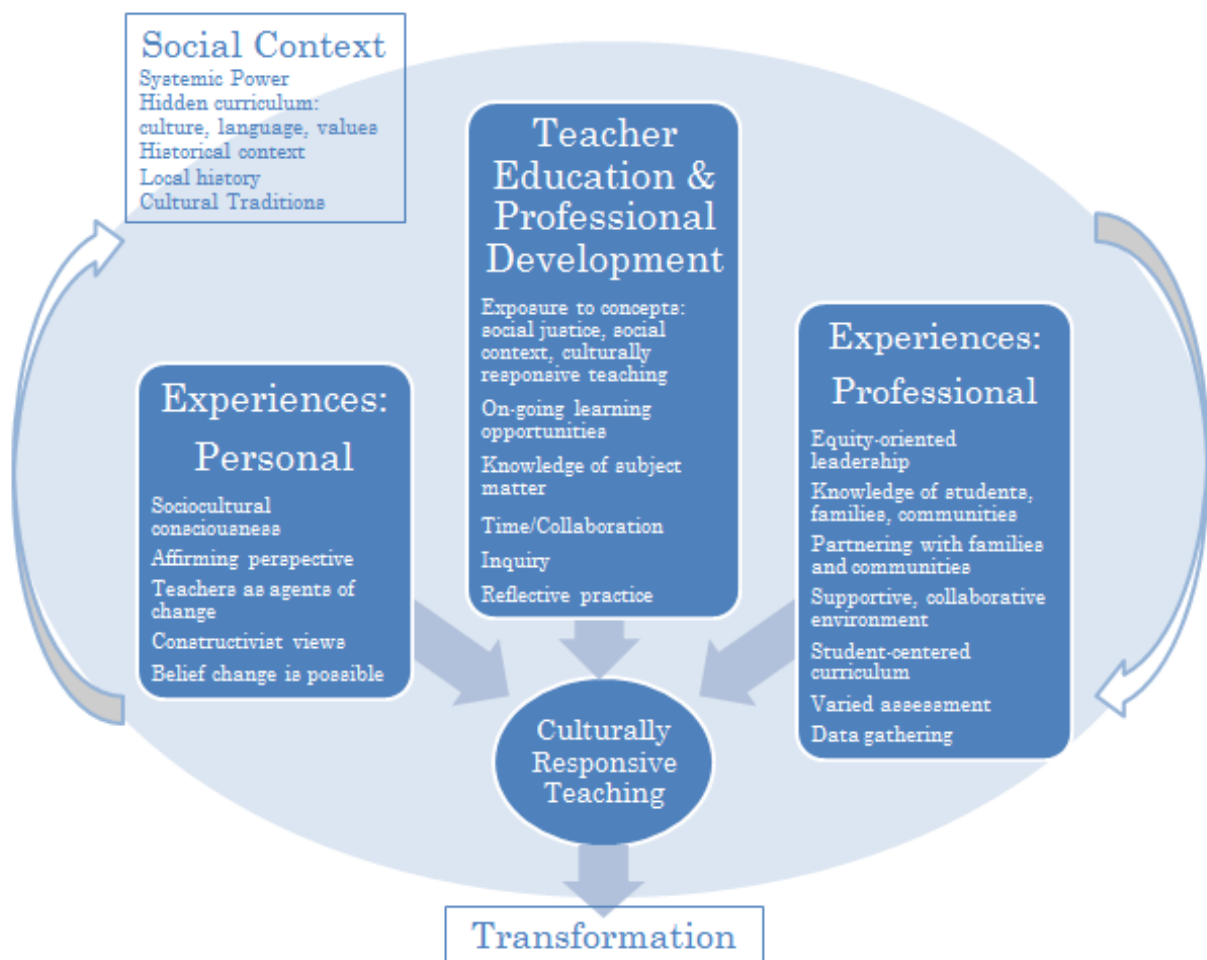 Social Context
Systemic Power
Hidden curriculum:
culture, language, values
Historical context
Local history
Cultural Traditions
Teacher
Education &
Professional
Development
Exposure to concepts:
social justice, social
context, culturally
responsive teaching
On-going learning
opportunities
Knowledge of subject
matter
Time/Collaboration
Inquiry
Reflective practice
Experiences:
Personal
Sociocultural
consciousness
Affirming perspective
Teachers as agents of
change
Constructivist views
Belief change is possible
Experiences:
Professional
Equity-oriented
leadership
Knowledge of students,
families, communities
Partnering with families
and communities
Supportive, collaborative
environment
Student-centered
curriculum
Varied assessment
Data gathering
Culturally
Responsive
Teaching
Transformation